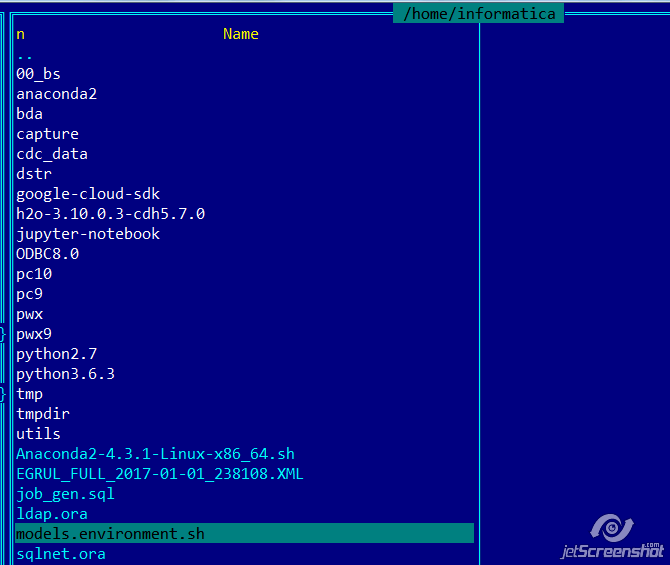 /home/informatica
n Name
..
00_bs
anaconda2
bda
capture
cdc_data
dstr
google-cloud-sdk
h2o-3.10.0.3-cdh5.7.0
jupyter-notebook
ODBC8.0
pc10
pc9
pwx
}
pwx9
python2.7
python3.6.3
}
tmp
tmpdir
utils
Anaconda2-4.3.1-Linux-x86_64.sh
EGRUL_FULL_2017-01-01_238108.XML
job_gen.sql
ldap.ora
models.environment.sh
sqlnet.ora
jetScreenshot.com